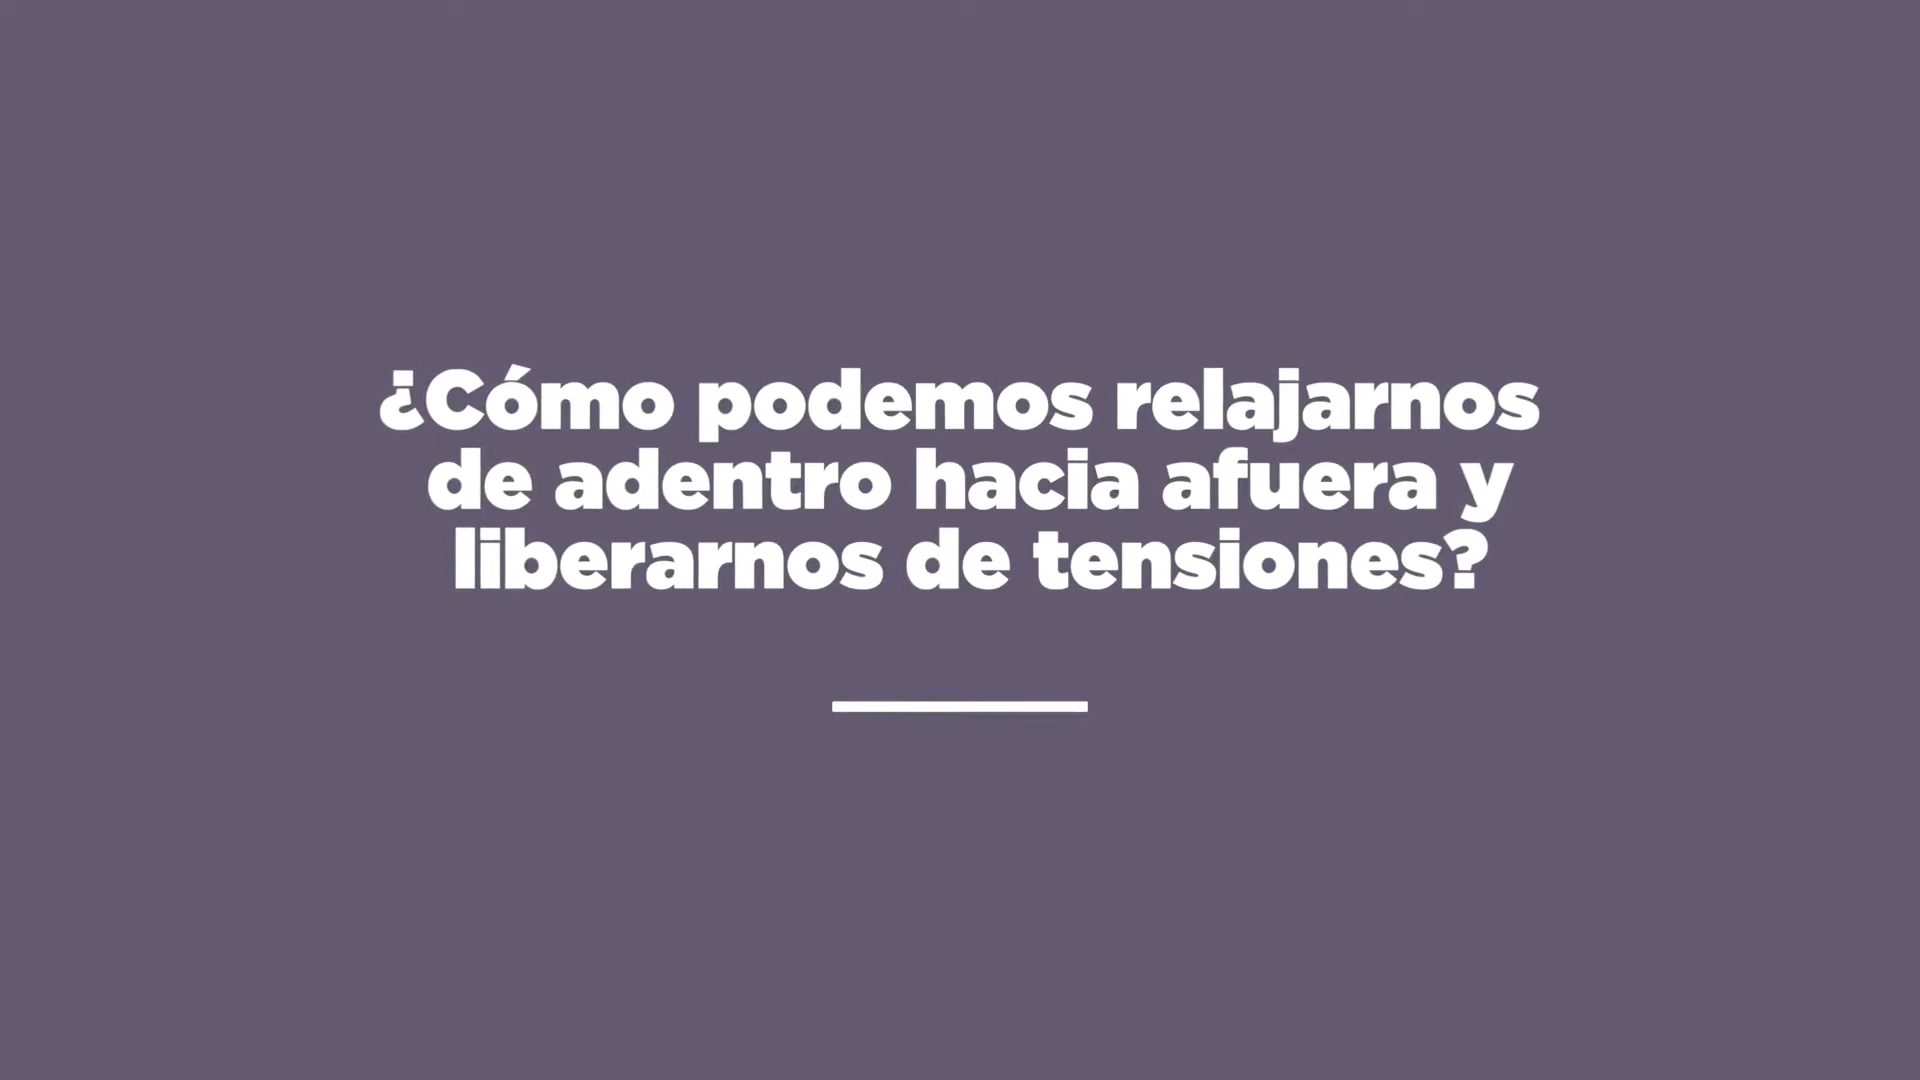 ¿Cómo podemos relajarnos
de adentro hacia afuera y
liberarnos de tensiones?